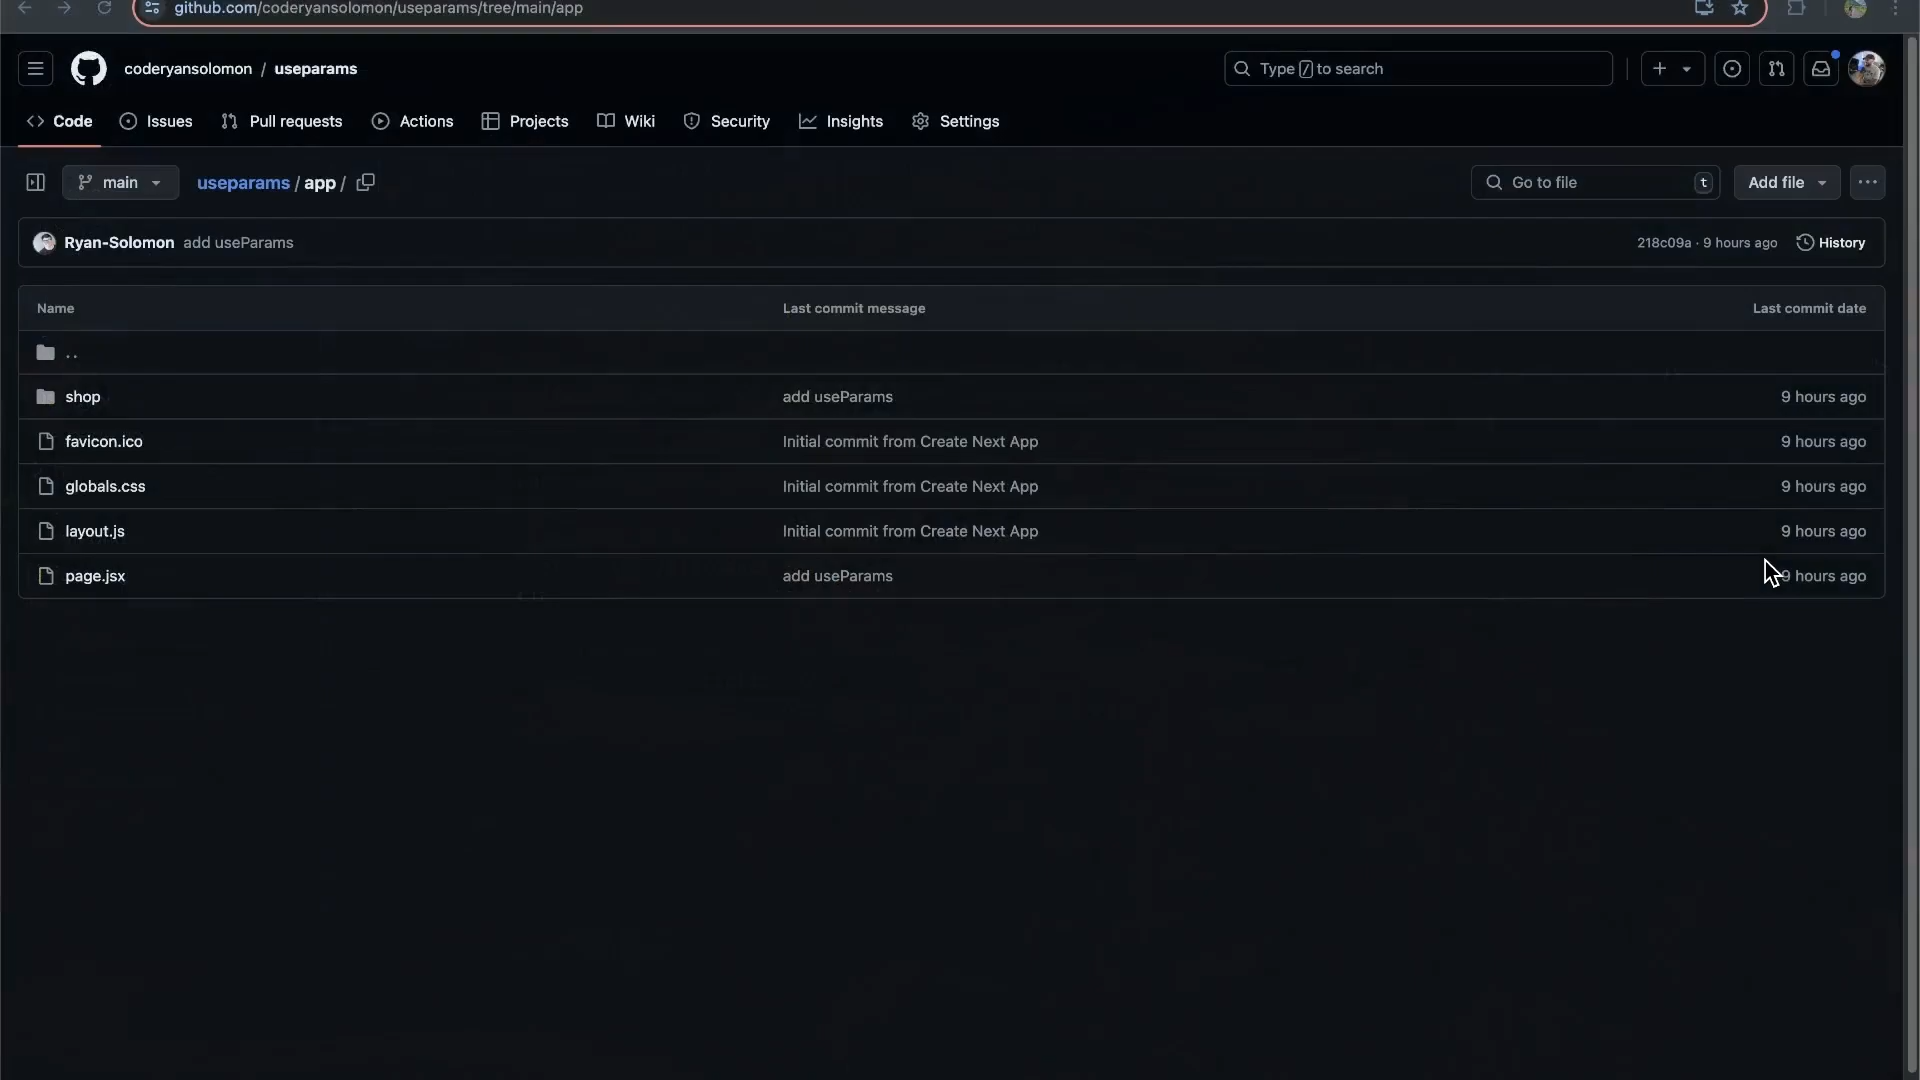 github.com/coderyansolomon/useparams/tree/main/app
coderyansolomon / useparams
Type / to search
Code Issues Pull requests Actions Projects Wiki Security Insights Settings
main useparams / app /
Go to file t Add file
Ryan-Solomon add useParams 218c09a · 9 hours ago History
Name Last commit message Last commit date
..
shop add useParams 9 hours ago
favicon.ico Initial commit from Create Next App 9 hours ago
globals.css Initial commit from Create Next App 9 hours ago
layout.js Initial commit from Create Next App 9 hours ago
page.jsx add useParams 9 hours ago